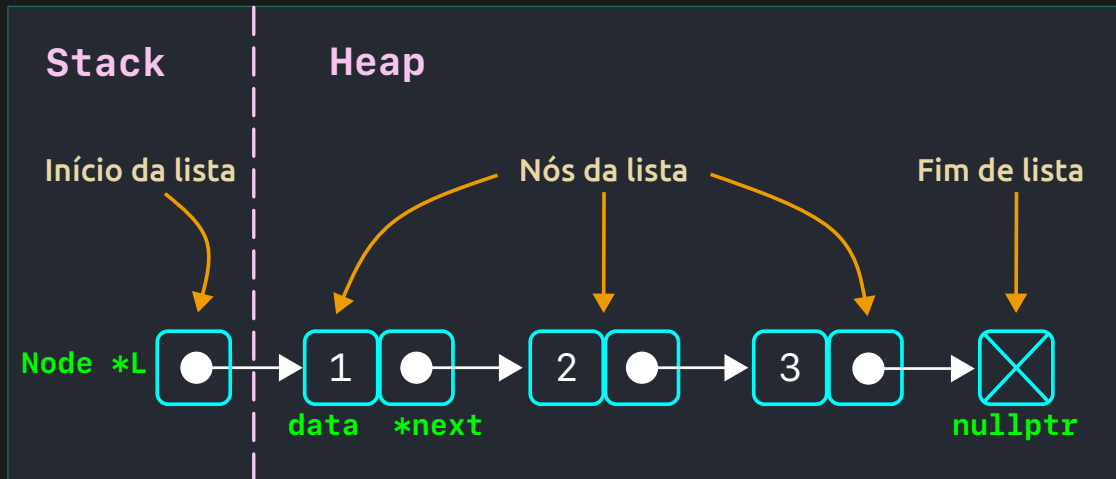 Stack
Heap
Início da lista
Nós da lista
Fim de lista
Node *L
1
2
3
data
*next
nullptr